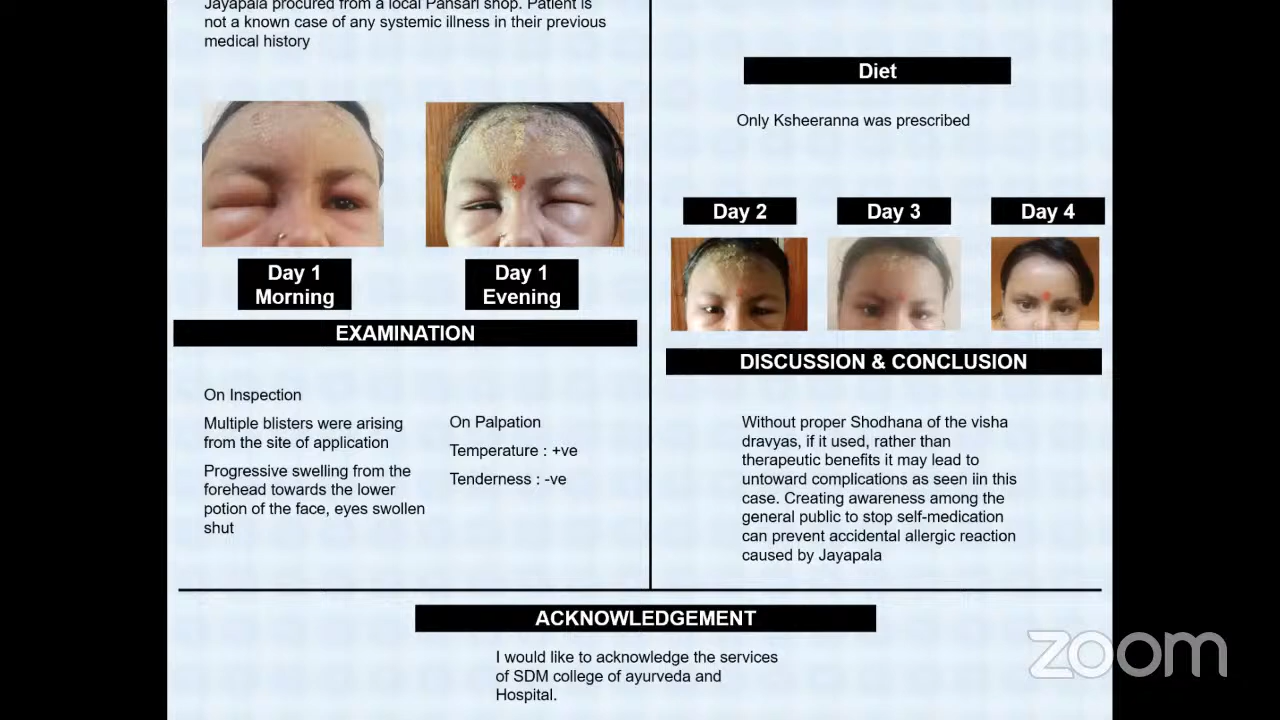 Jayapala procured from a local Pansari shop. Patient is
not a known case of any systemic illness in their previous
medical history
Day 1
Morning
Day 1
Evening
EXAMINATION
On Inspection
Multiple blisters were arising
from the site of application
Progressive swelling from the
forehead towards the lower
potion of the face, eyes swollen
shut
On Palpation
Temperature : +ve
Tenderness : -ve
Diet
Only Ksheeranna was prescribed
Day 2
Day 3
Day 4
DISCUSSION & CONCLUSION
Without proper Shodhana of the visha
dravyas, if it used, rather than
therapeutic benefits it may lead to
untoward complications as seen iin this
case. Creating awareness among the
general public to stop self-medication
can prevent accidental allergic reaction
caused by Jayapala
ACKNOWLEDGEMENT
I would like to acknowledge the services
of SDM college of ayurveda and
Hospital.
zoom